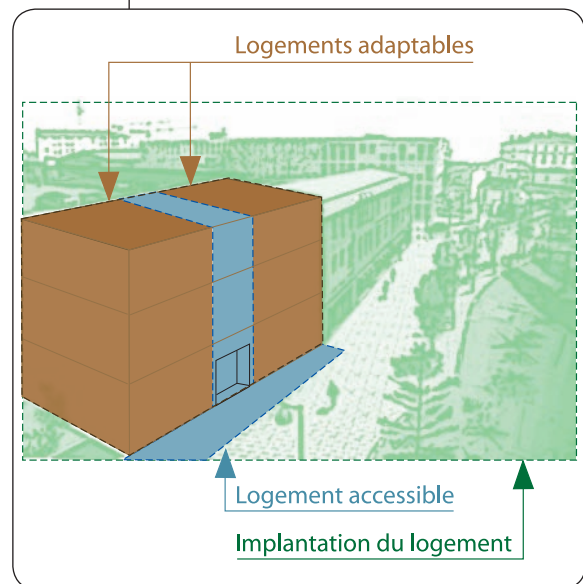 Logements adaptables
Logement accessible
Implantation du logement